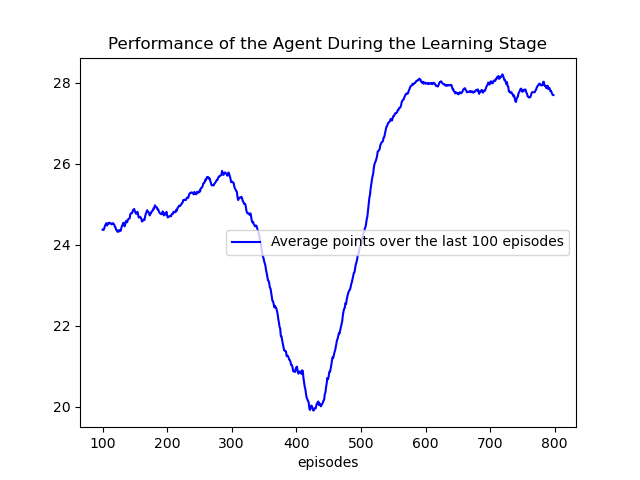 Performance of the Agent During the Learning Stage
28
26
24
22
20
Average points over the last 100 episodes
100 200 300 400 500 600 700 800
episodes